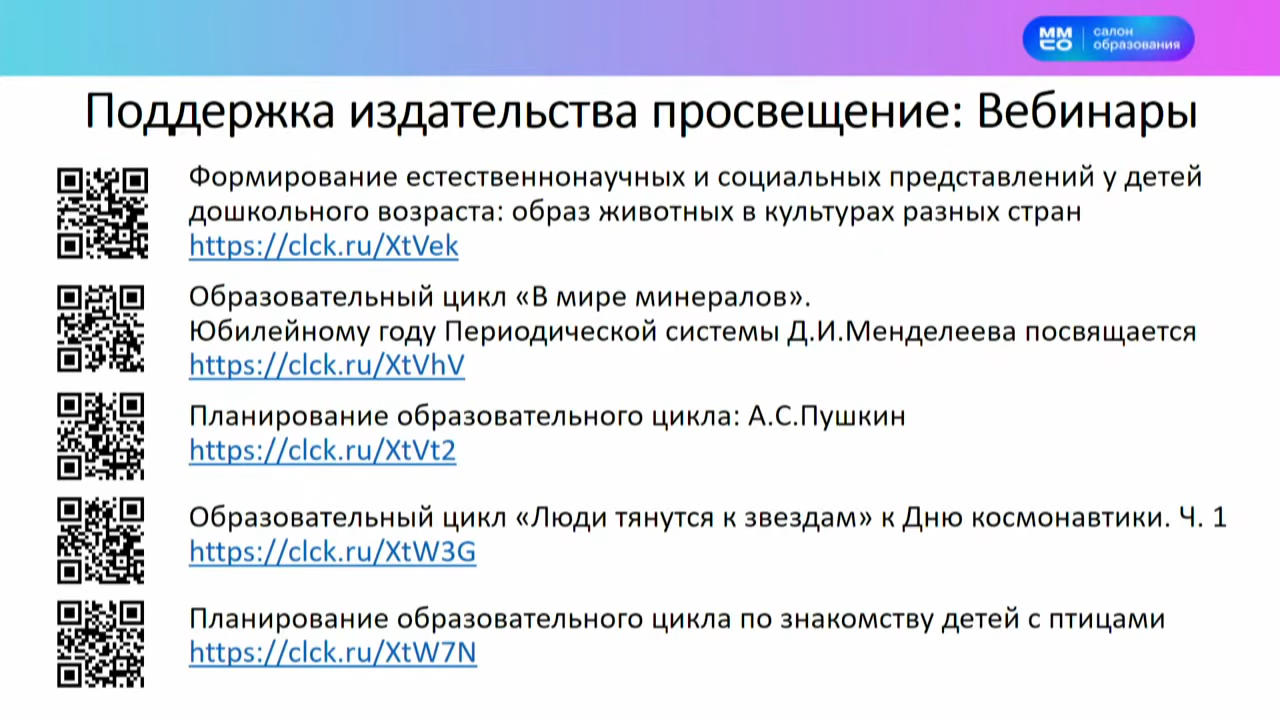 ММСО
салон
образования
Поддержка издательства просвещение: Вебинары
Формирование естественнонаучных и социальных представлений у детей
дошкольного возраста: образ животных в культурах разных стран
https://clck.ru/XtVek
Образовательный цикл «В мире минералов».
Юбилейному году Периодической системы Д.И.Менделеева посвящается
https://clck.ru/XtVhV
Планирование образовательного цикла: А.С.Пушкин
https://clck.ru/XtVt2
Образовательный цикл «Люди тянутся к звездам» к Дню космонавтики. Ч. 1
https://clck.ru/XtW3G
Планирование образовательного цикла по знакомству детей с птицами
https://clck.ru/XtW7N